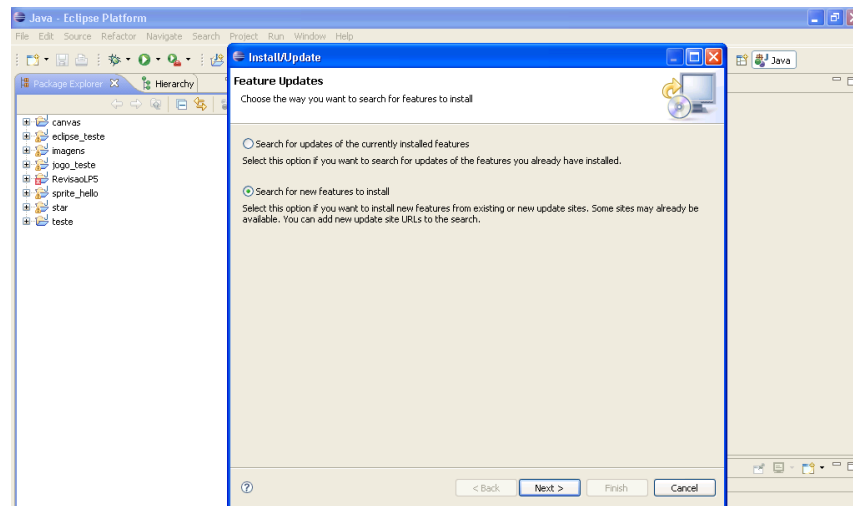 Java - Eclipse Platform
File Edit Source Refactor Navigate Search Project Run Window Help
Install/Update
Java
Package Explorer
Hierarchy
Feature Updates
Choose the way you want to search for features to install
canvas
eclipse_teste
imagens
jogo_teste
RevisaoLP5
sprite_hello
star
teste
Search for updates of the currently installed features
Select this option if you want to search for updates of the features you already have installed.
Search for new features to install
Select this option if you want to install new features from existing or new update sites. Some sites may already be
available. You can add new update site URLs to the search.
< Back Next > Finish Cancel